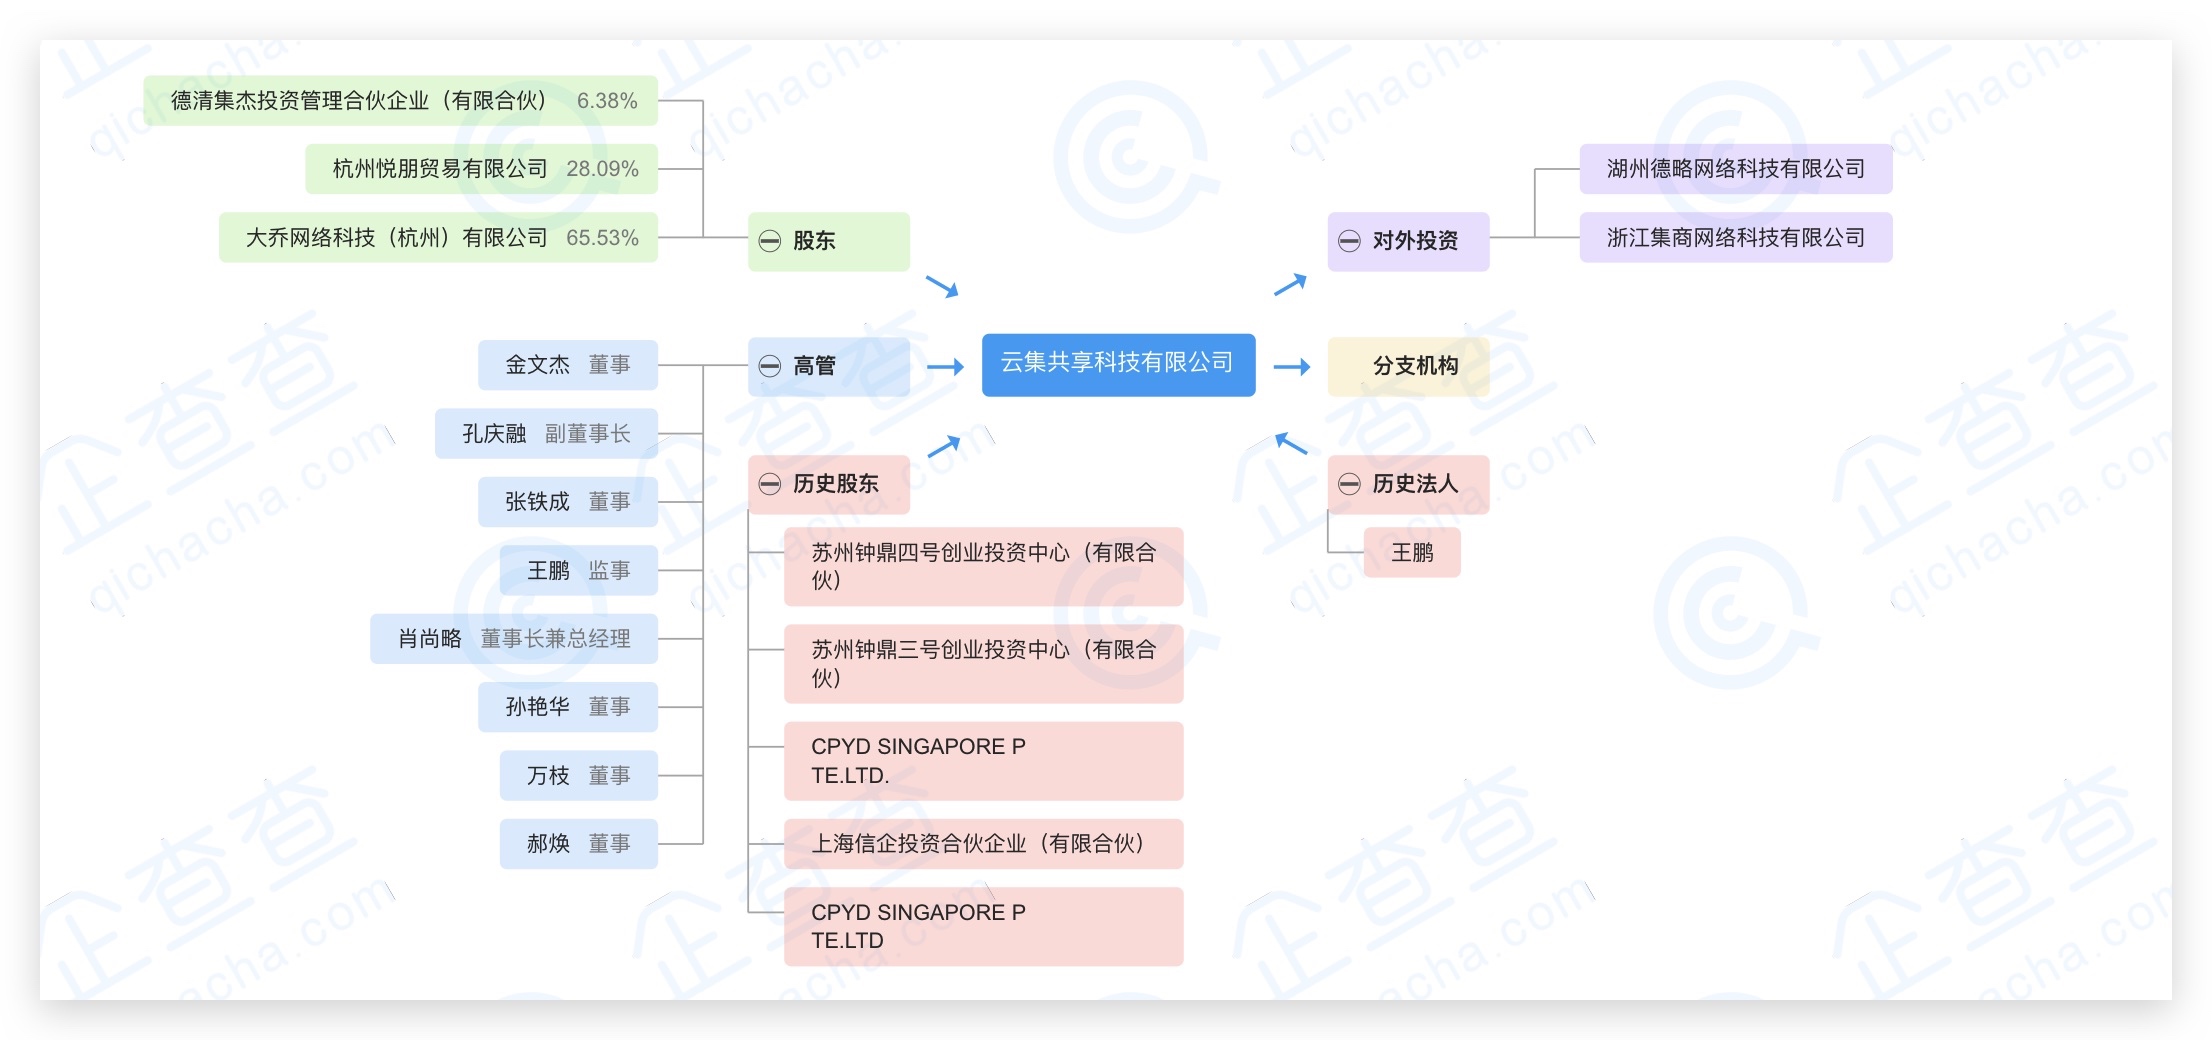 德清集杰投资管理合伙企业（有限合伙） 6.38%
杭州悦朋贸易有限公司 28.09%
大乔网络科技（杭州）有限公司 65.53%
股东
金文杰 董事
孔庆融 副董事长
张铁成 董事
王鹏 监事
肖尚略 董事长兼总经理
孙艳华 董事
万枝 董事
郝焕 董事
高管
历史股东
苏州钟鼎四号创业投资中心（有限合
伙）
苏州钟鼎三号创业投资中心（有限合
伙）
CPYD SINGAPORE P
TE.LTD.
上海信企投资合伙企业（有限合伙）
CPYD SINGAPORE P
TE.LTD
云集共享科技有限公司
对外投资
湖州德略网络科技有限公司
浙江集商网络科技有限公司
分支机构
历史法人
王鹏
企查查
qichacha.com